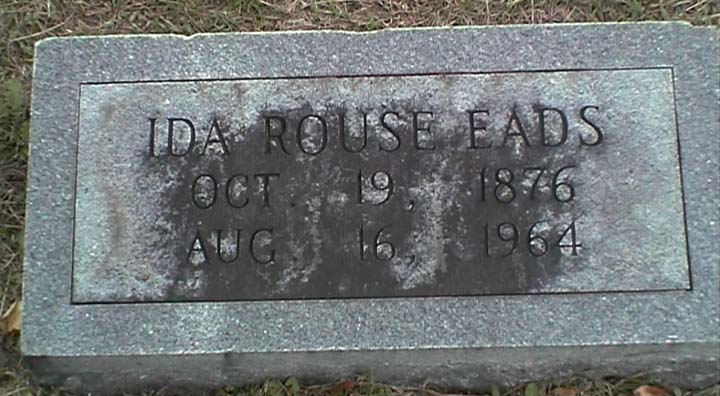 IDA ROUSE EADS
OCT. 19, 1876
AUG 16, 1964